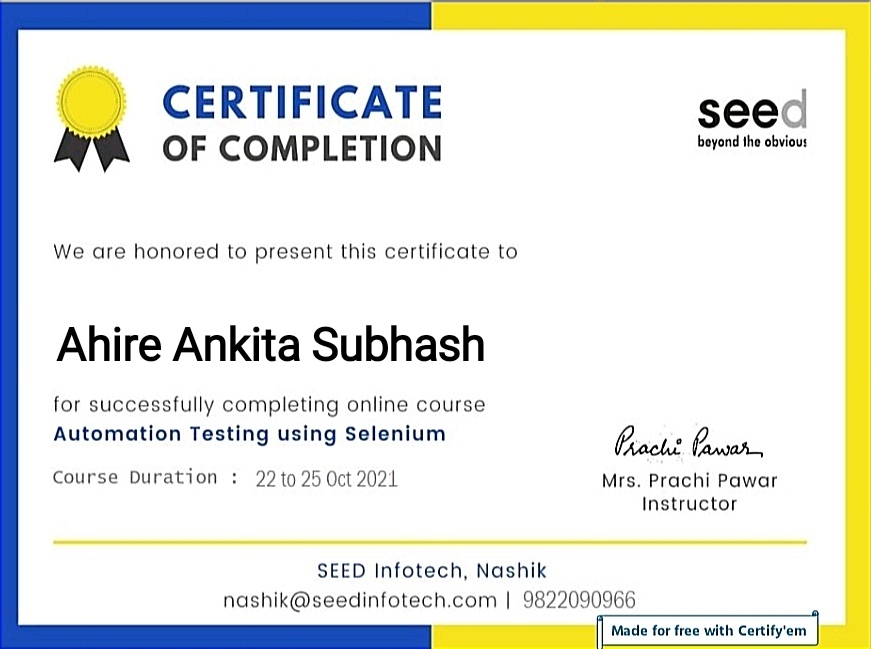 CERTIFICATE
OF COMPLETION
seed
beyond the obvious
We are honored to present this certificate to
Ahire Ankita Subhash
for successfully completing online course
Automation Testing using Selenium
Course Duration : 22 to 25 Oct 2021
Prachi Pawar
Mrs. Prachi Pawar
Instructor
SEED Infotech, Nashik
nashik@seedinfotech.com | 9822090966
Made for free with Certify'em